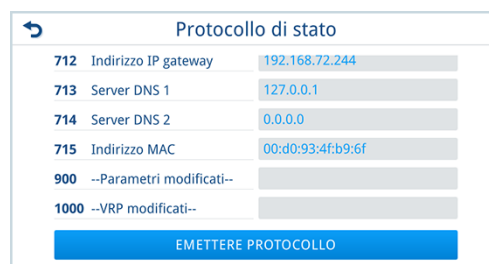 Protocollo di stato
712 Indirizzo IP gateway 192.168.72.244
713 Server DNS 1 127.0.0.1
714 Server DNS 2 0.0.0.0
715 Indirizzo MAC 00:d0:93:4f:b9:6f
900 --Parametri modificati--
1000 --VRP modificati--
EMETTERE PROTOCOLLO